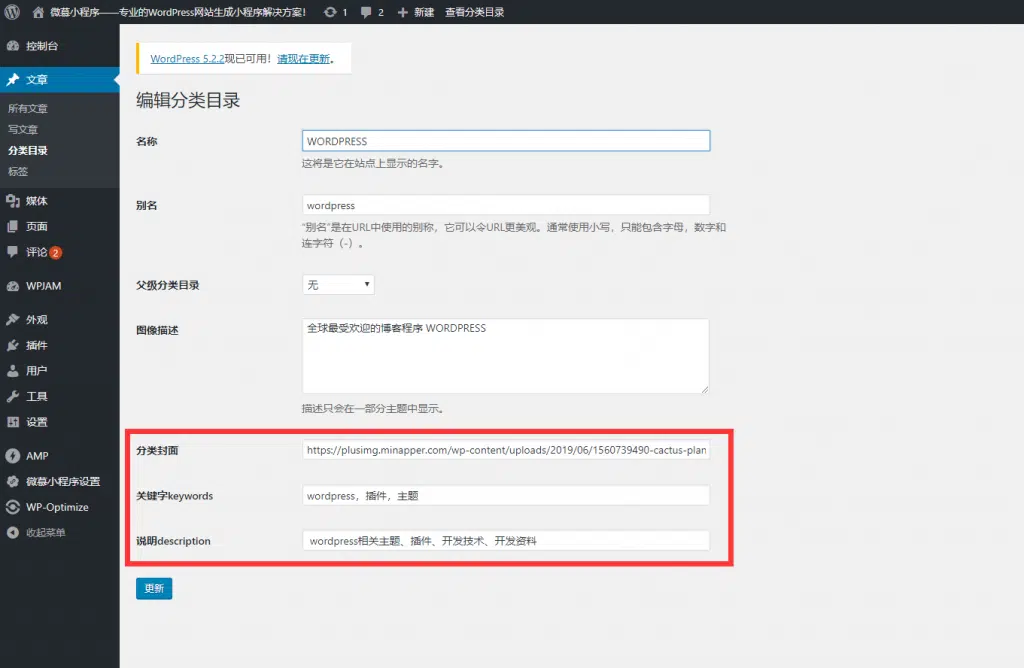 微慕小程序——专业的WordPress网站生成小程序解决方案! 1 2 新建 查看分类目录
控制台
文章
所有文章
写文章
分类目录
标签
媒体
页面
评论 2
WPJAM
外观
插件
用户
工具
设置
AMP
微慕小程序设置
WP-Optimize
收起菜单
WordPress 5.2.2现已可用!请现在更新。
编辑分类目录
名称
WORDPRESS
这将是它在站点上显示的名字。
别名
wordpress
“别名”是在URL中使用的别称,它可以令URL更美观。通常使用小写,只能包含字母,数字和
连字符(-)。
父级分类目录
无
图像描述
全球最受欢迎的博客程序 WORDPRESS
描述只会在一部分主题中显示。
分类封面
https://plusimg.minapper.com/wp-content/uploads/2019/06/1560739490-cactus-plan
关键字keywords
wordpress,插件,主题
说明description
wordpress相关主题、插件、开发技术、开发资料
更新